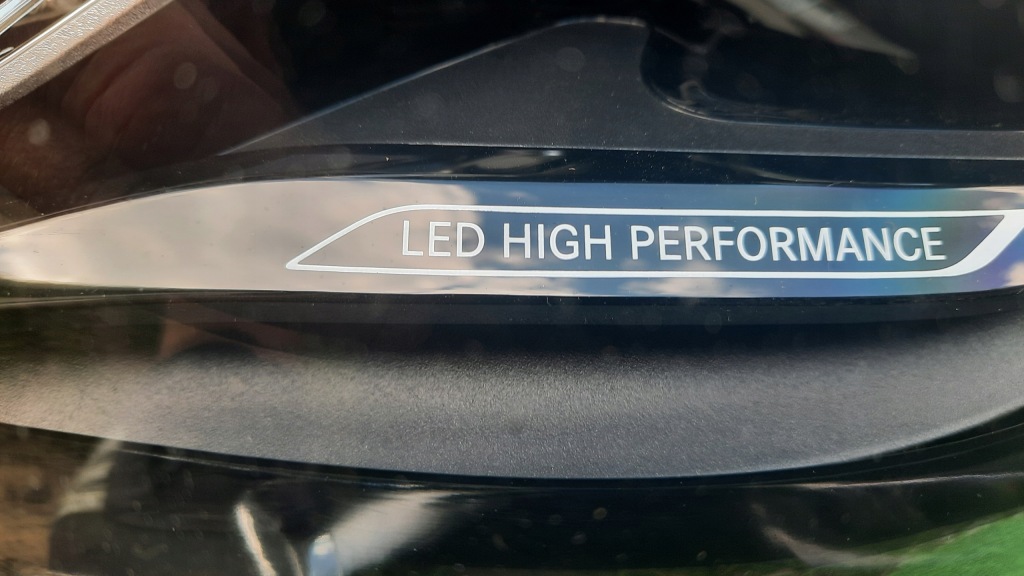 LED HIGH PERFORMANCE